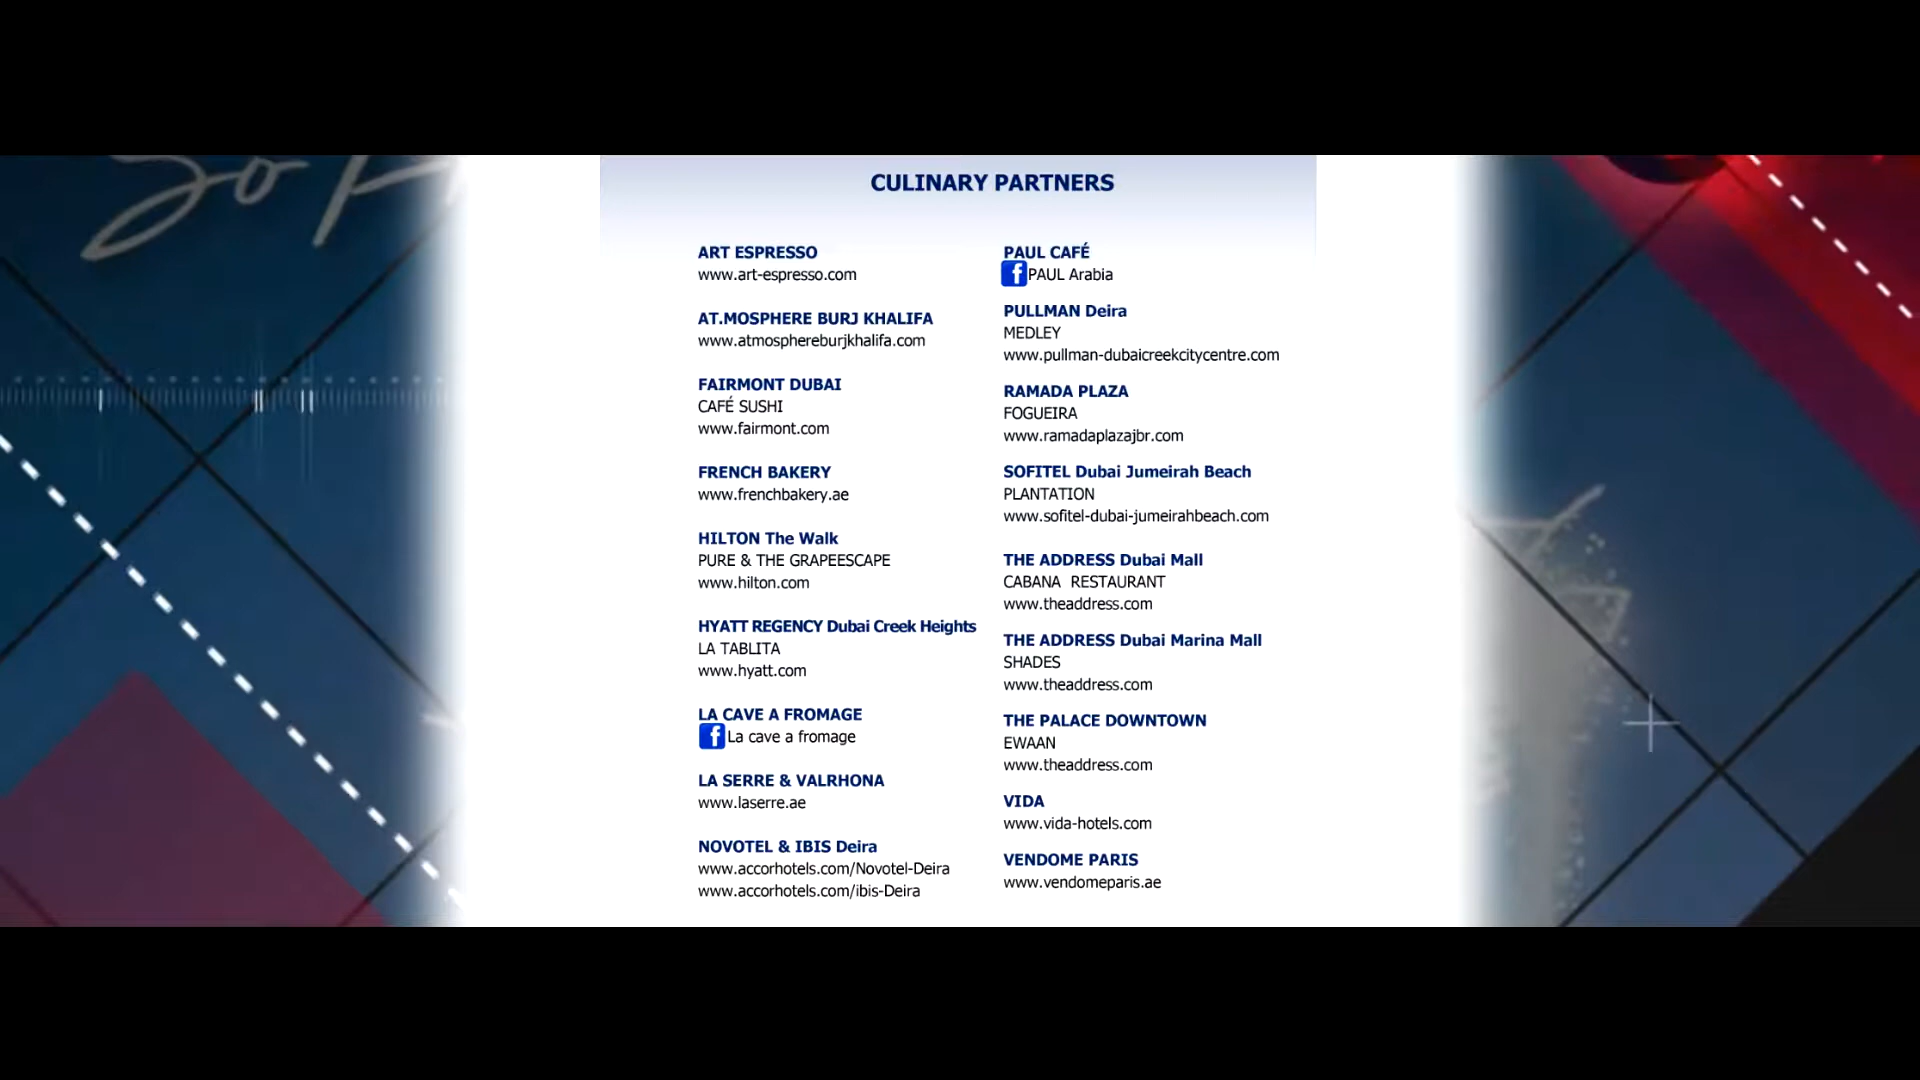 So
CULINARY PARTNERS
ART ESPRESSO
www.art-espresso.com
AT.MOSPHERE BURJ KHALIFA
www.atmosphereburjkhalifa.com
FAIRMONT DUBAI
CAFÉ SUSHI
www.fairmont.com
FRENCH BAKERY
www.frenchbakery.ae
HILTON The Walk
PURE & THE GRAPEESCAPE
www.hilton.com
HYATT REGENCY Dubai Creek Heights
LA TABLITA
www.hyatt.com
LA CAVE A FROMAGE
f La cave a fromage
LA SERRE & VALRHONA
www.laserre.ae
NOVOTEL & IBIS Deira
www.accorhotels.com/Novotel-Deira
www.accorhotels.com/ibis-Deira
PAUL CAFÉ
f PAUL Arabia
PULLMAN Deira
MEDLEY
www.pullman-dubaicreekcitycentre.com
RAMADA PLAZA
FOGUEIRA
www.ramadaplazajbr.com
SOFITEL Dubai Jumeirah Beach
PLANTATION
www.sofitel-dubai-jumeirahbeach.com
THE ADDRESS Dubai Mall
CABANA RESTAURANT
www.theaddress.com
THE ADDRESS Dubai Marina Mall
SHADES
www.theaddress.com
THE PALACE DOWNTOWN
EWAAN
www.theaddress.com
VIDA
www.vida-hotels.com
VENDOME PARIS
www.vendomeparis.ae